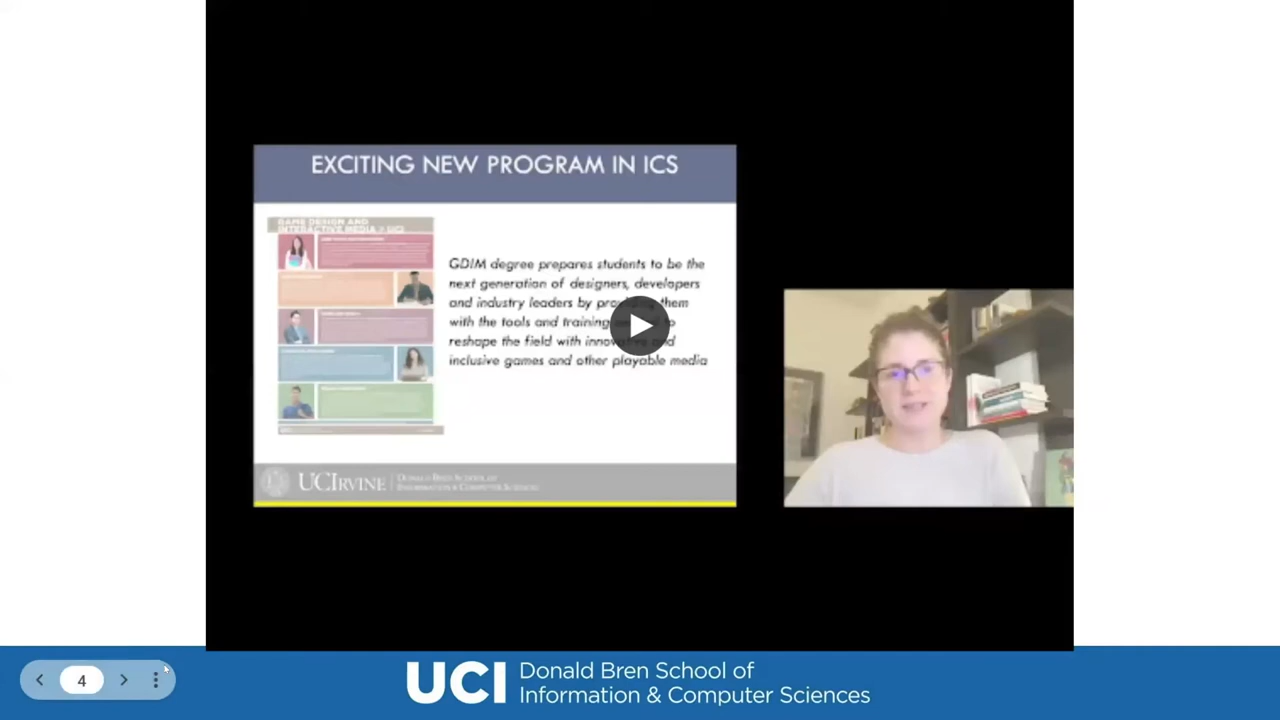 EXCITING NEW PROGRAM IN ICS
GAME DESIGN AND
INTERACTIVE MEDIA @ UCI
GDIM degree prepares students to be the
next generation of designers, developers
and industry leaders by providing them
with the tools and training to
reshape the field with innovative and
inclusive games and other playable media
UCIRVINE
DONALD BREN SCHOOL OF
INFORMATION & COMPUTER SCIENCES
4
UCI
Donald Bren School of
Information & Computer Sciences